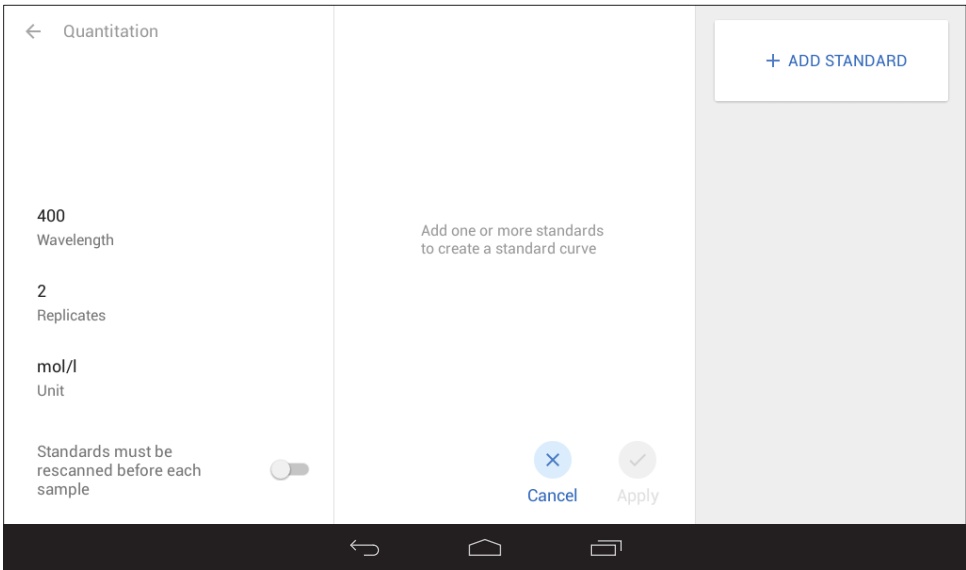 Quantitation
400
Wavelength
2
Replicates
mol/l
Unit
Standards must be
rescanned before each
sample
Add one or more standards
to create a standard curve
Cancel
Apply
+ ADD STANDARD